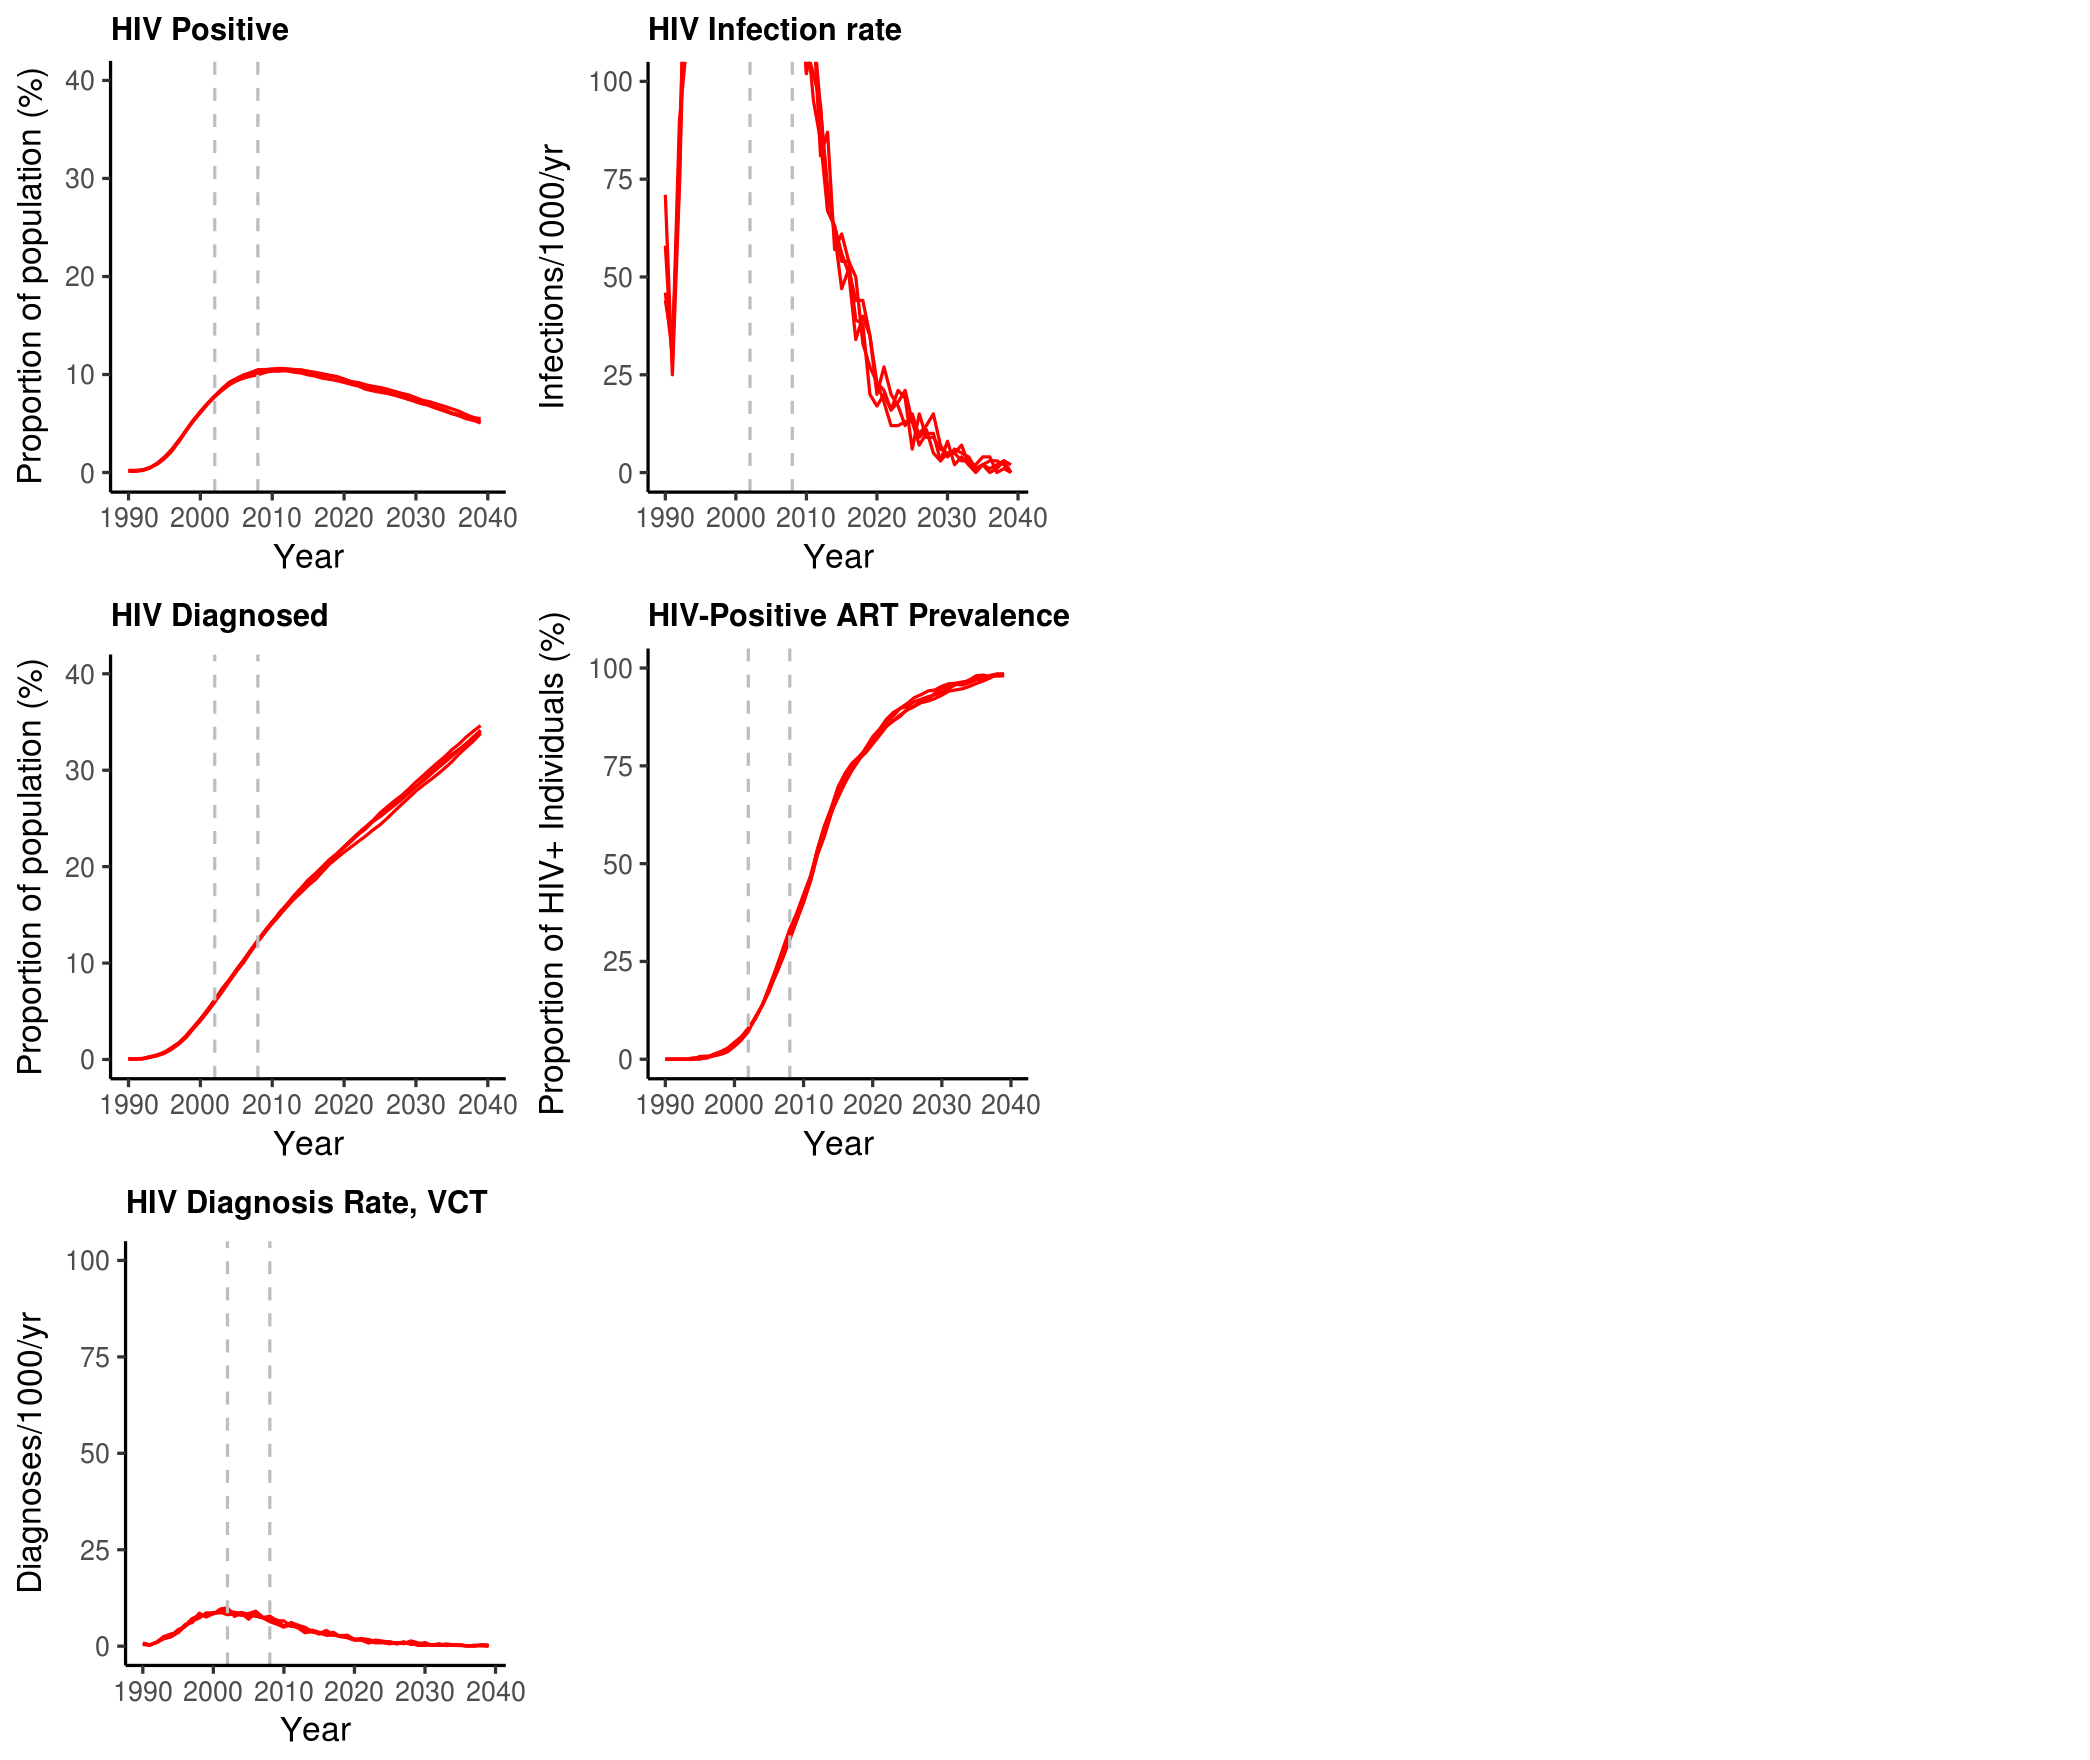 HIV Positive
Proportion of population (%)
40
30
20
10
0
1990 2000 2010 2020 2030 2040
Year
HIV Infection rate
Infections/1000/yr
100
75
50
25
0
1990 2000 2010 2020 2030 2040
Year
HIV Diagnosed
Proportion of population (%)
40
30
20
10
0
1990 2000 2010 2020 2030 2040
Year
HIV-Positive ART Prevalence
Proportion of HIV+ Individuals (%)
100
75
50
25
0
1990 2000 2010 2020 2030 2040
Year
HIV Diagnosis Rate, VCT
Diagnoses/1000/yr
100
75
50
25
0
1990 2000 2010 2020 2030 2040
Year